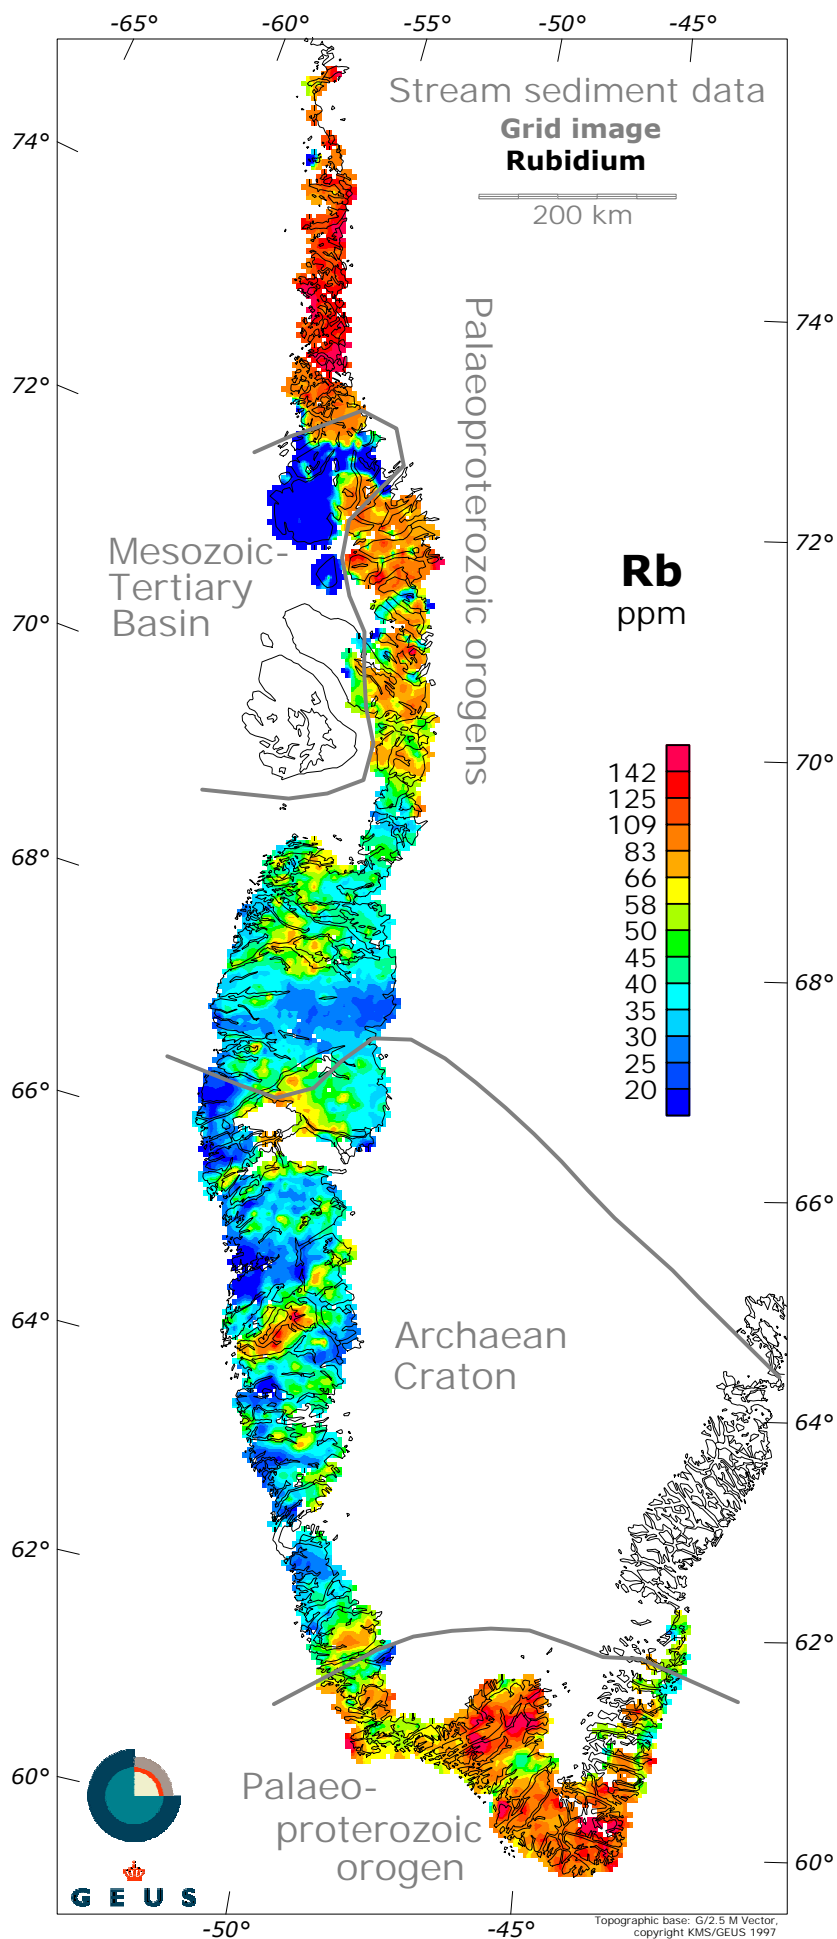 -65° -60° -55° -50° -45°
Stream sediment data
Grid image
Rubidium
200 km
74°
74°
72°
72°
70°
70°
68°
68°
66°
66°
64°
64°
62°
62°
60°
60°
Palaeoproterozoic orogens
Mesozoic-
Tertiary
Basin
Rb
ppm
142
125
109
83
66
58
50
45
40
35
30
25
20
Archaean
Craton
Palaeo-
proterozoic
orogen
GEUS
-50° -45°
Topographic base: G/2.5 M Vector,
copyright KMS/GEUS 1997